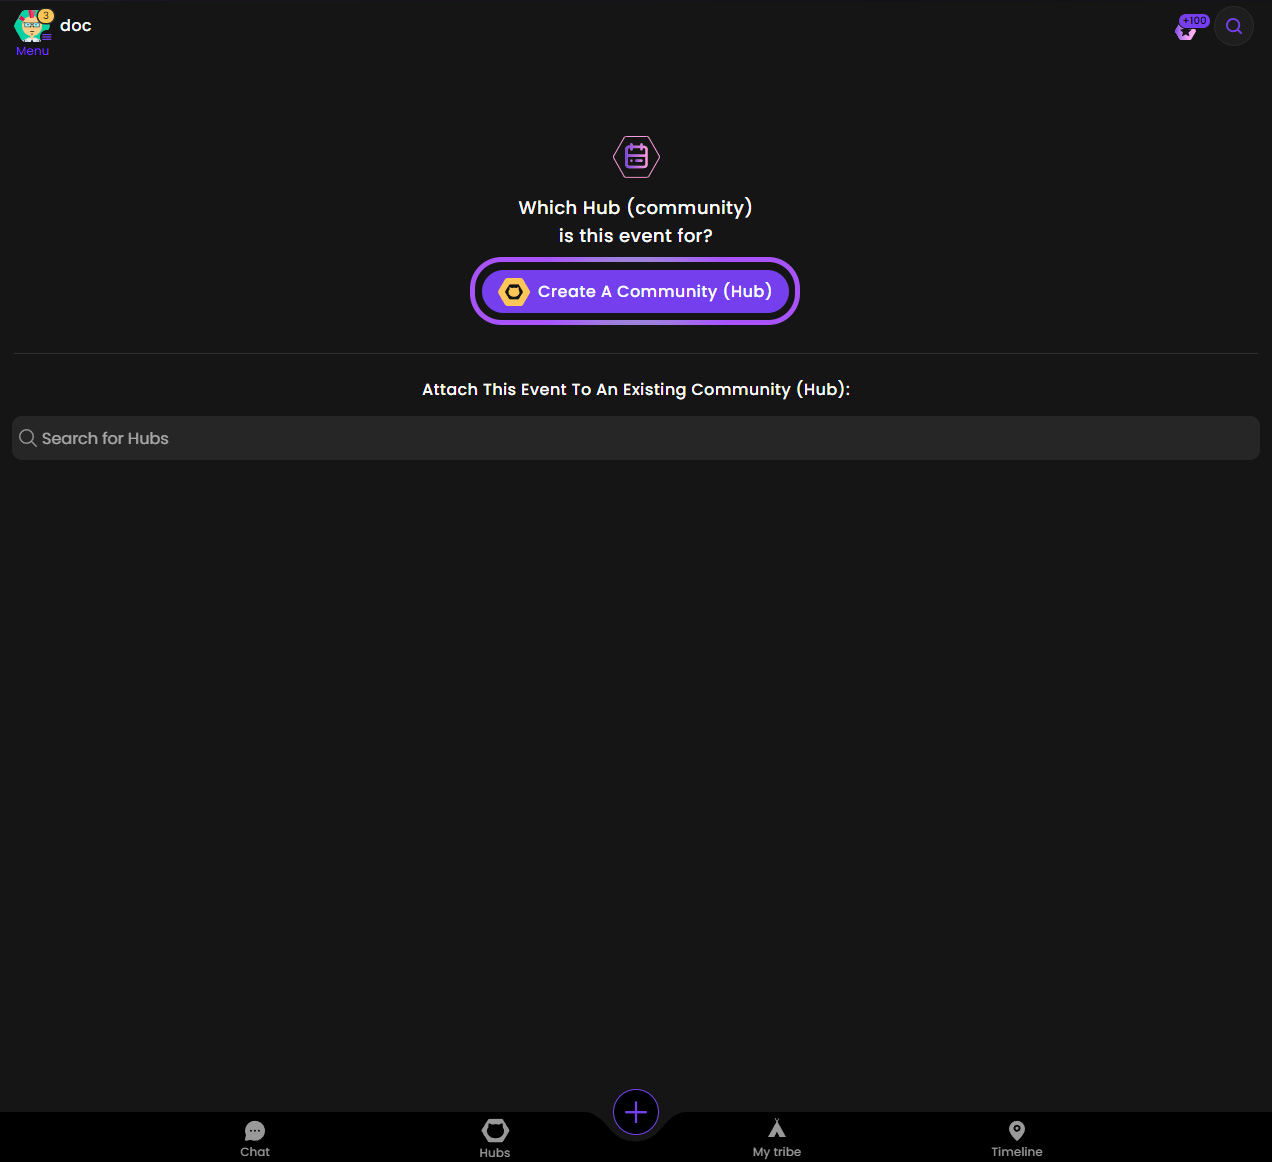 3
doc
Menu
+100
Which Hub (community)
is this event for?
Create A Community (Hub)
Attach This Event To An Existing Community (Hub):
Search for Hubs
Chat
Hubs
My tribe
Timeline